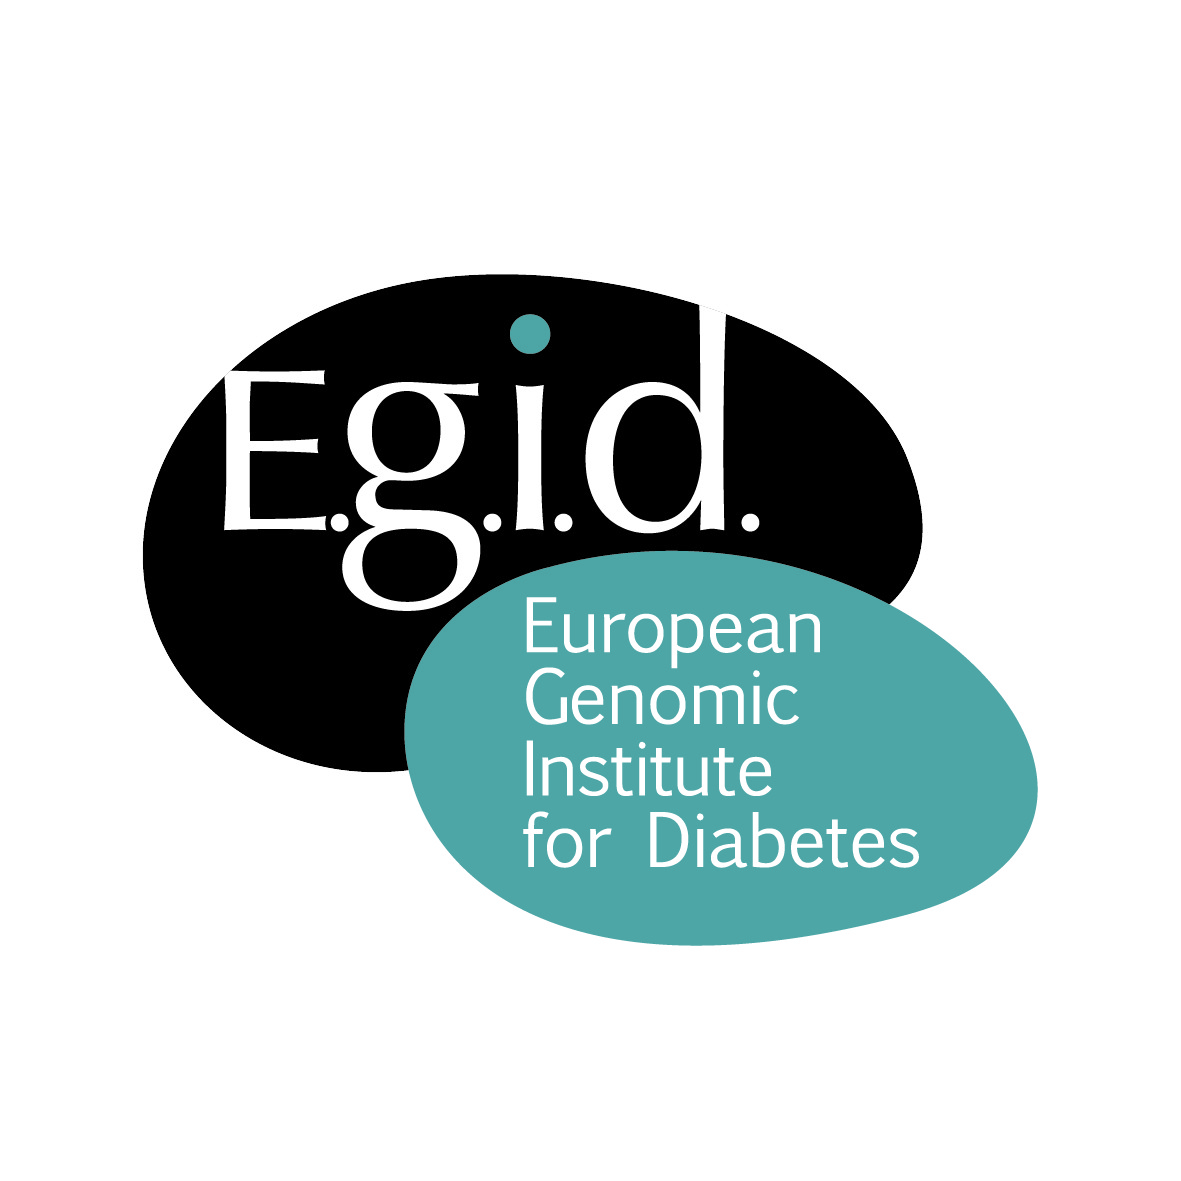 E.g.i.d.
European
Genomic
Institute
for Diabetes